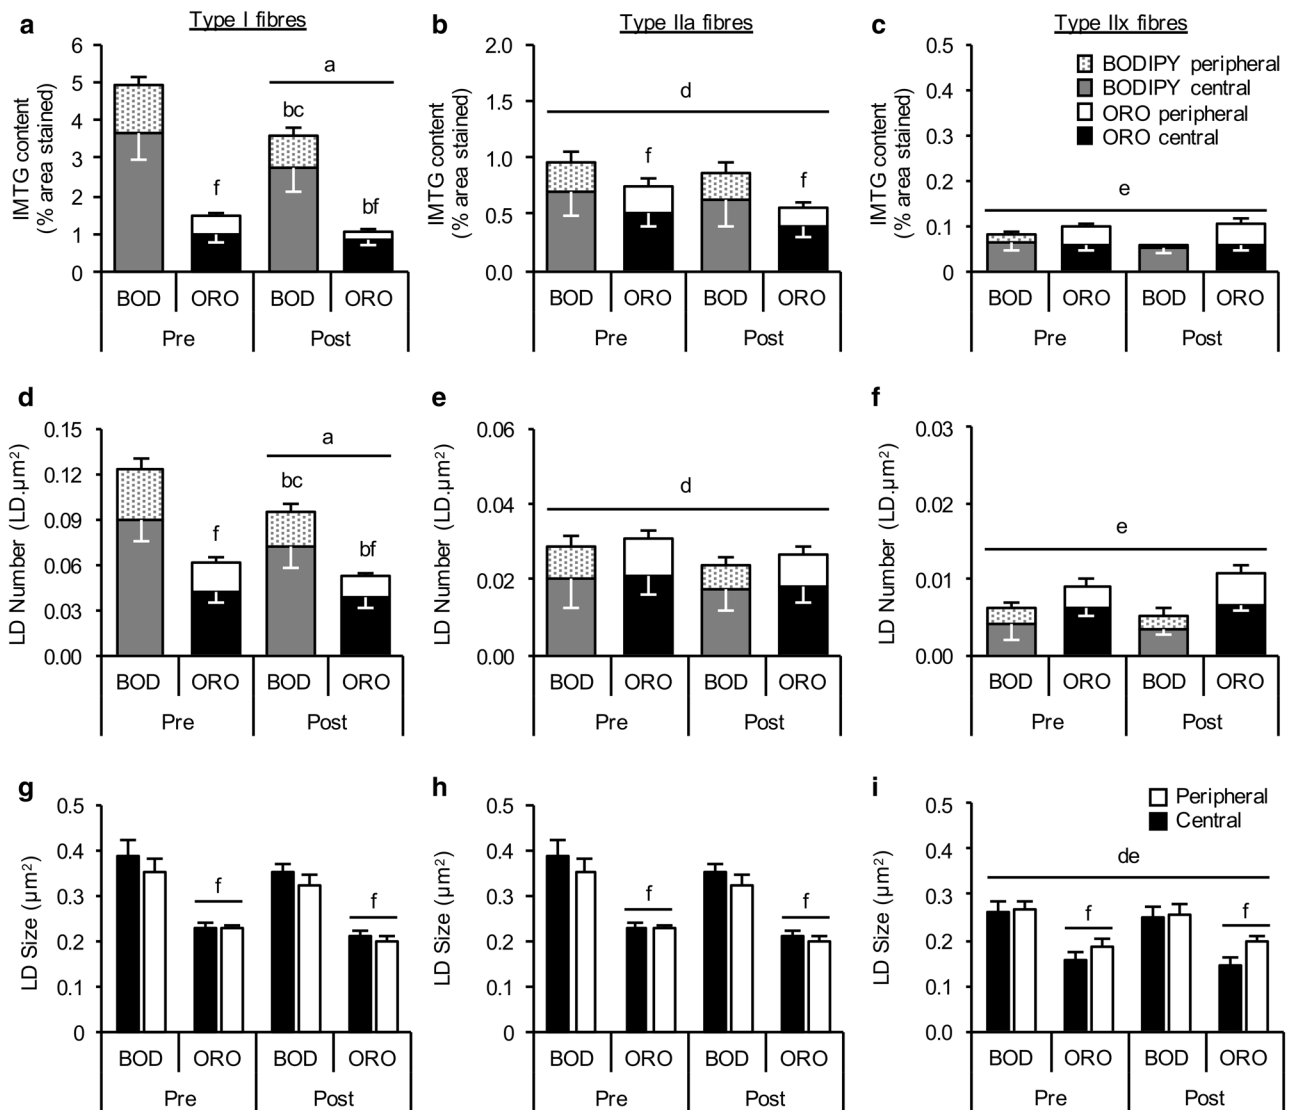 a
Type I fibres
IMTG content
(% area stained)
6
5
4
3
2
1
0
f
a
bc
bf
BOD
ORO
BOD
ORO
Pre
Post
b
Type IIa fibres
IMTG content
(% area stained)
2.0
1.5
1.0
0.5
0.0
d
f
f
BOD
ORO
BOD
ORO
Pre
Post
c
Type IIx fibres
IMTG content
(% area stained)
0.5
0.4
0.3
0.2
0.1
0
BODIPY peripheral
BODIPY central
ORO peripheral
ORO central
e
BOD
ORO
BOD
ORO
Pre
Post
d
LD Number (LD.µm²)
0.15
0.12
0.09
0.06
0.03
0.00
f
a
bc
bf
BOD
ORO
BOD
ORO
Pre
Post
e
LD Number (LD.µm²)
0.06
0.04
0.02
0.00
d
BOD
ORO
BOD
ORO
Pre
Post
f
LD Number (LD.µm²)
0.03
0.02
0.01
0.00
e
BOD
ORO
BOD
ORO
Pre
Post
g
LD Size (µm²)
0.5
0.4
0.3
0.2
0.1
0
f
f
BOD
ORO
BOD
ORO
Pre
Post
h
LD Size (µm²)
0.5
0.4
0.3
0.2
0.1
0
f
f
BOD
ORO
BOD
ORO
Pre
Post
i
LD Size (µm²)
0.5
0.4
0.3
0.2
0.1
0.0
Peripheral
Central
de
f
f
BOD
ORO
BOD
ORO
Pre
Post